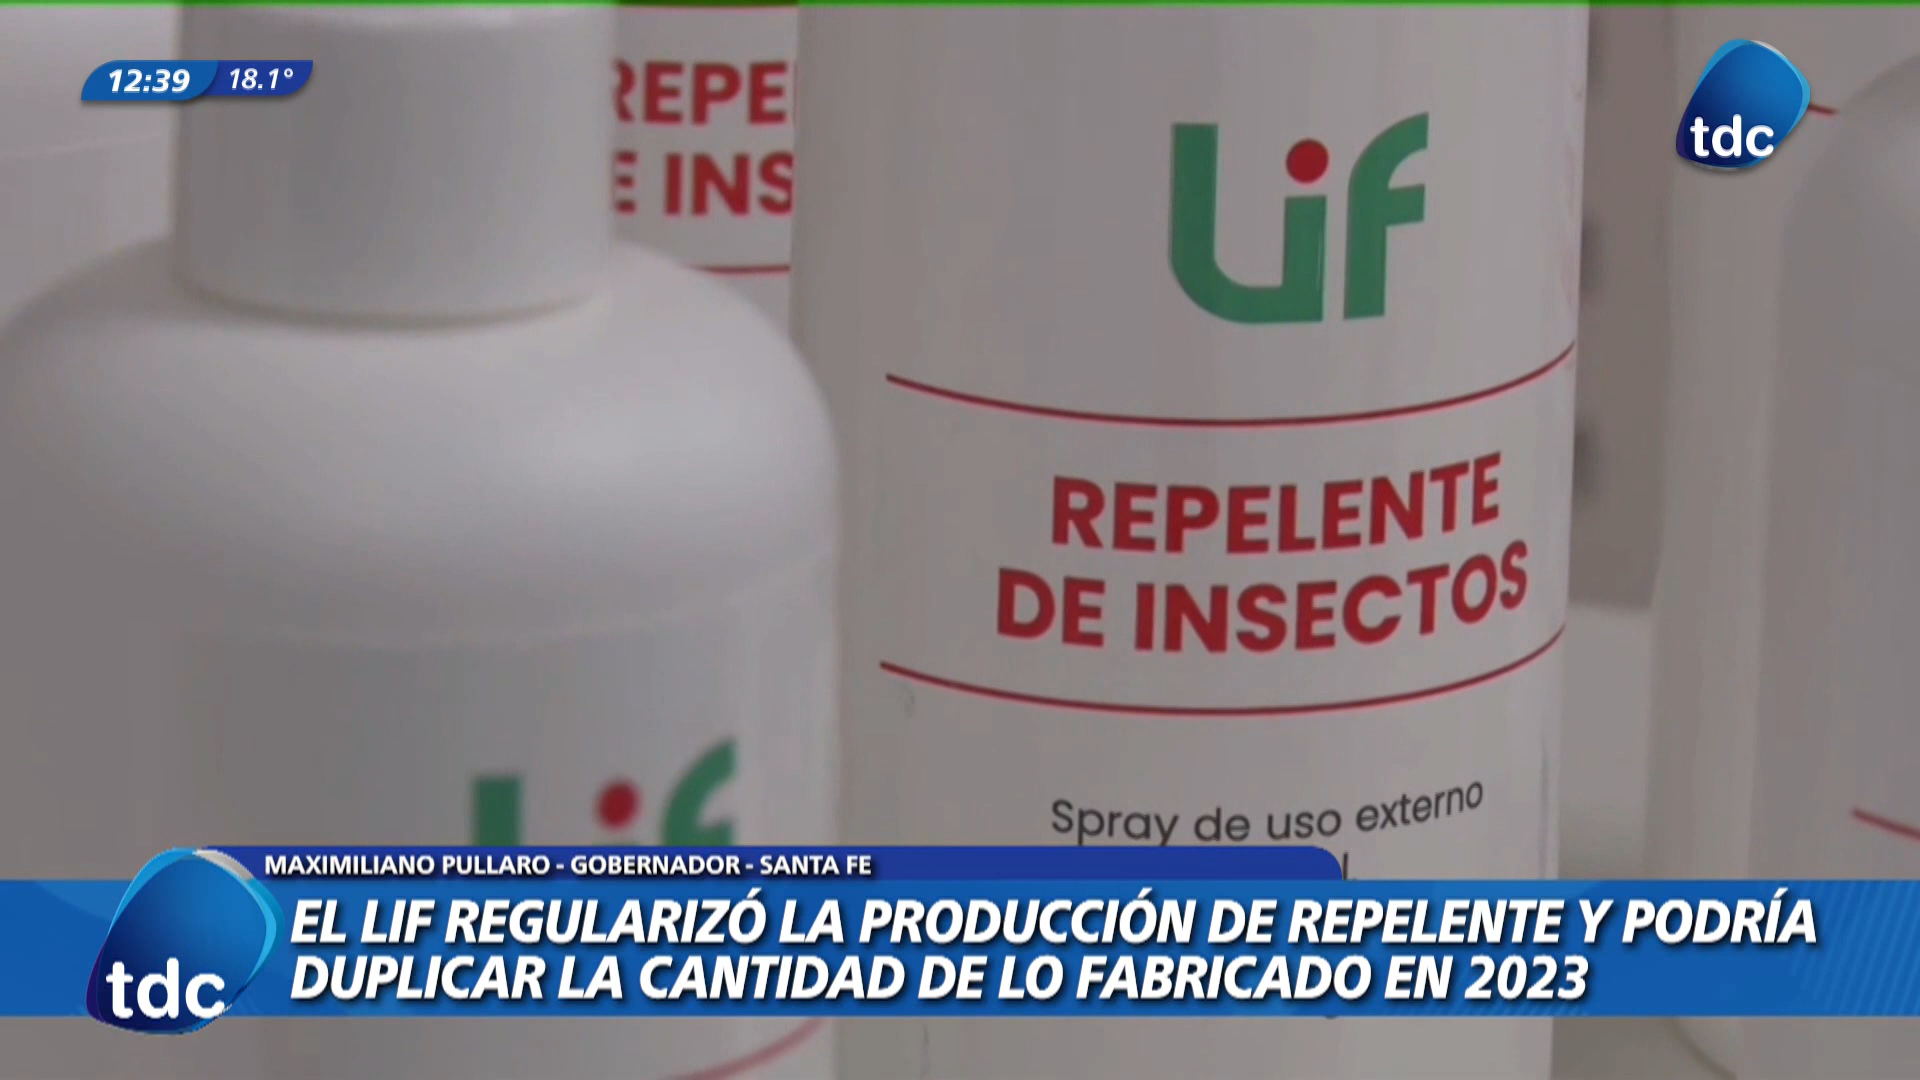 12:39 18.1°
tdc
REPE
E INS
Lif
REPELENTE
DE INSECTOS
Spray de uso externo
Lif
MAXIMILIANO PULLARO - GOBERNADOR - SANTA FE
EL LIF REGULARIZÓ LA PRODUCCIÓN DE REPELENTE Y PODRÍA
DUPLICAR LA CANTIDAD DE LO FABRICADO EN 2023
tdc